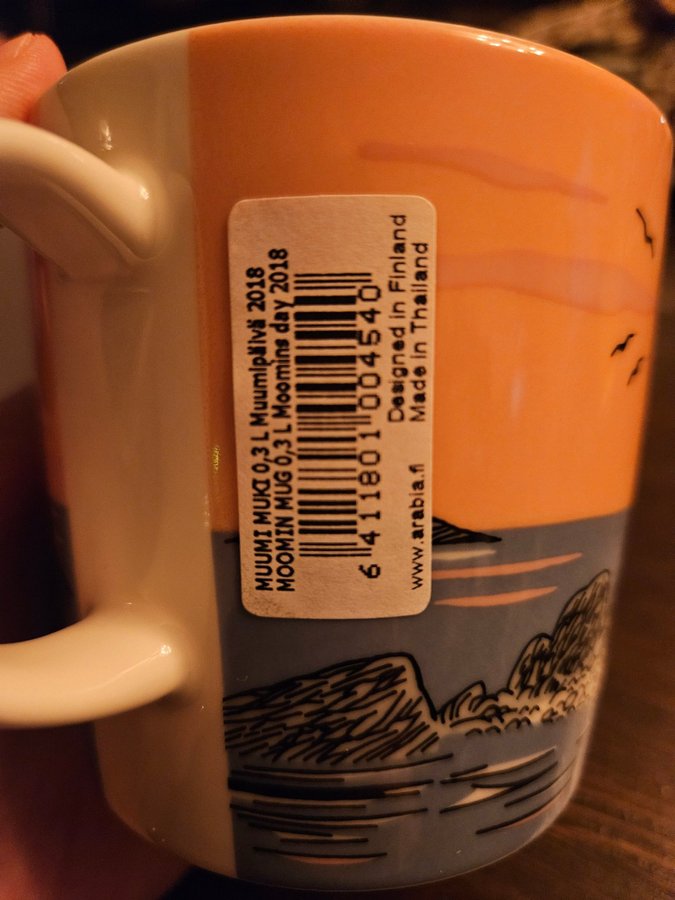 MUUMI MUKI 0,3 L Muumipäivä 2018
MOOMIN MUG 0,3 L Moomins day 2018
6 411801 004540
Designed in Finland
www.arabia.fi Made in Thailand